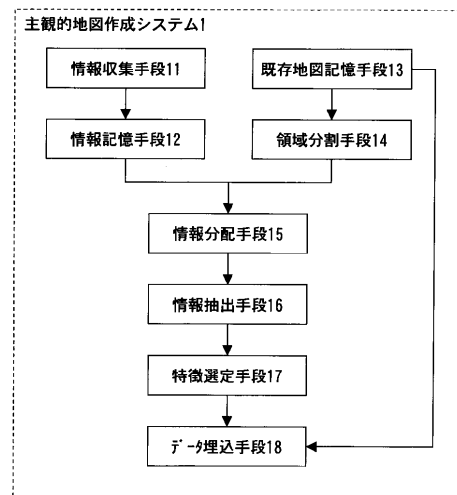 主観的地図作成システム1
情報収集手段11
既存地図記憶手段13
情報記憶手段12
領域分割手段14
情報分配手段15
情報抽出手段16
特徴選定手段17
データ埋込手段18